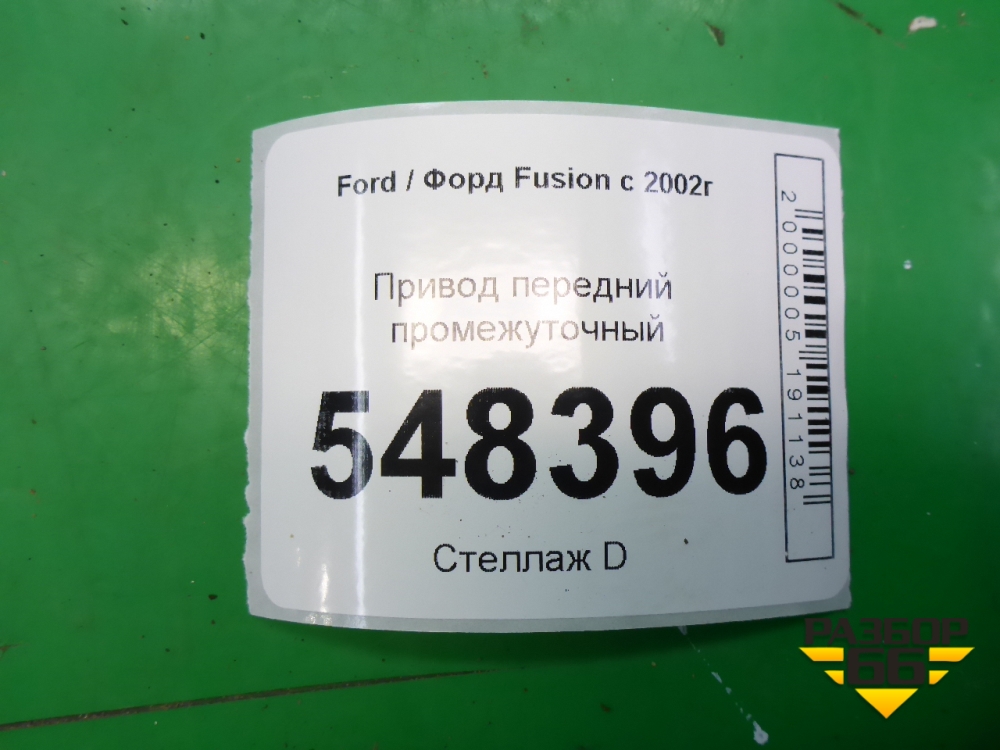 Ford / Форд Fusion с 2002г
Привод передний
промежуточный
548396
Стеллаж D
2000005191138
РАЗБОР
66